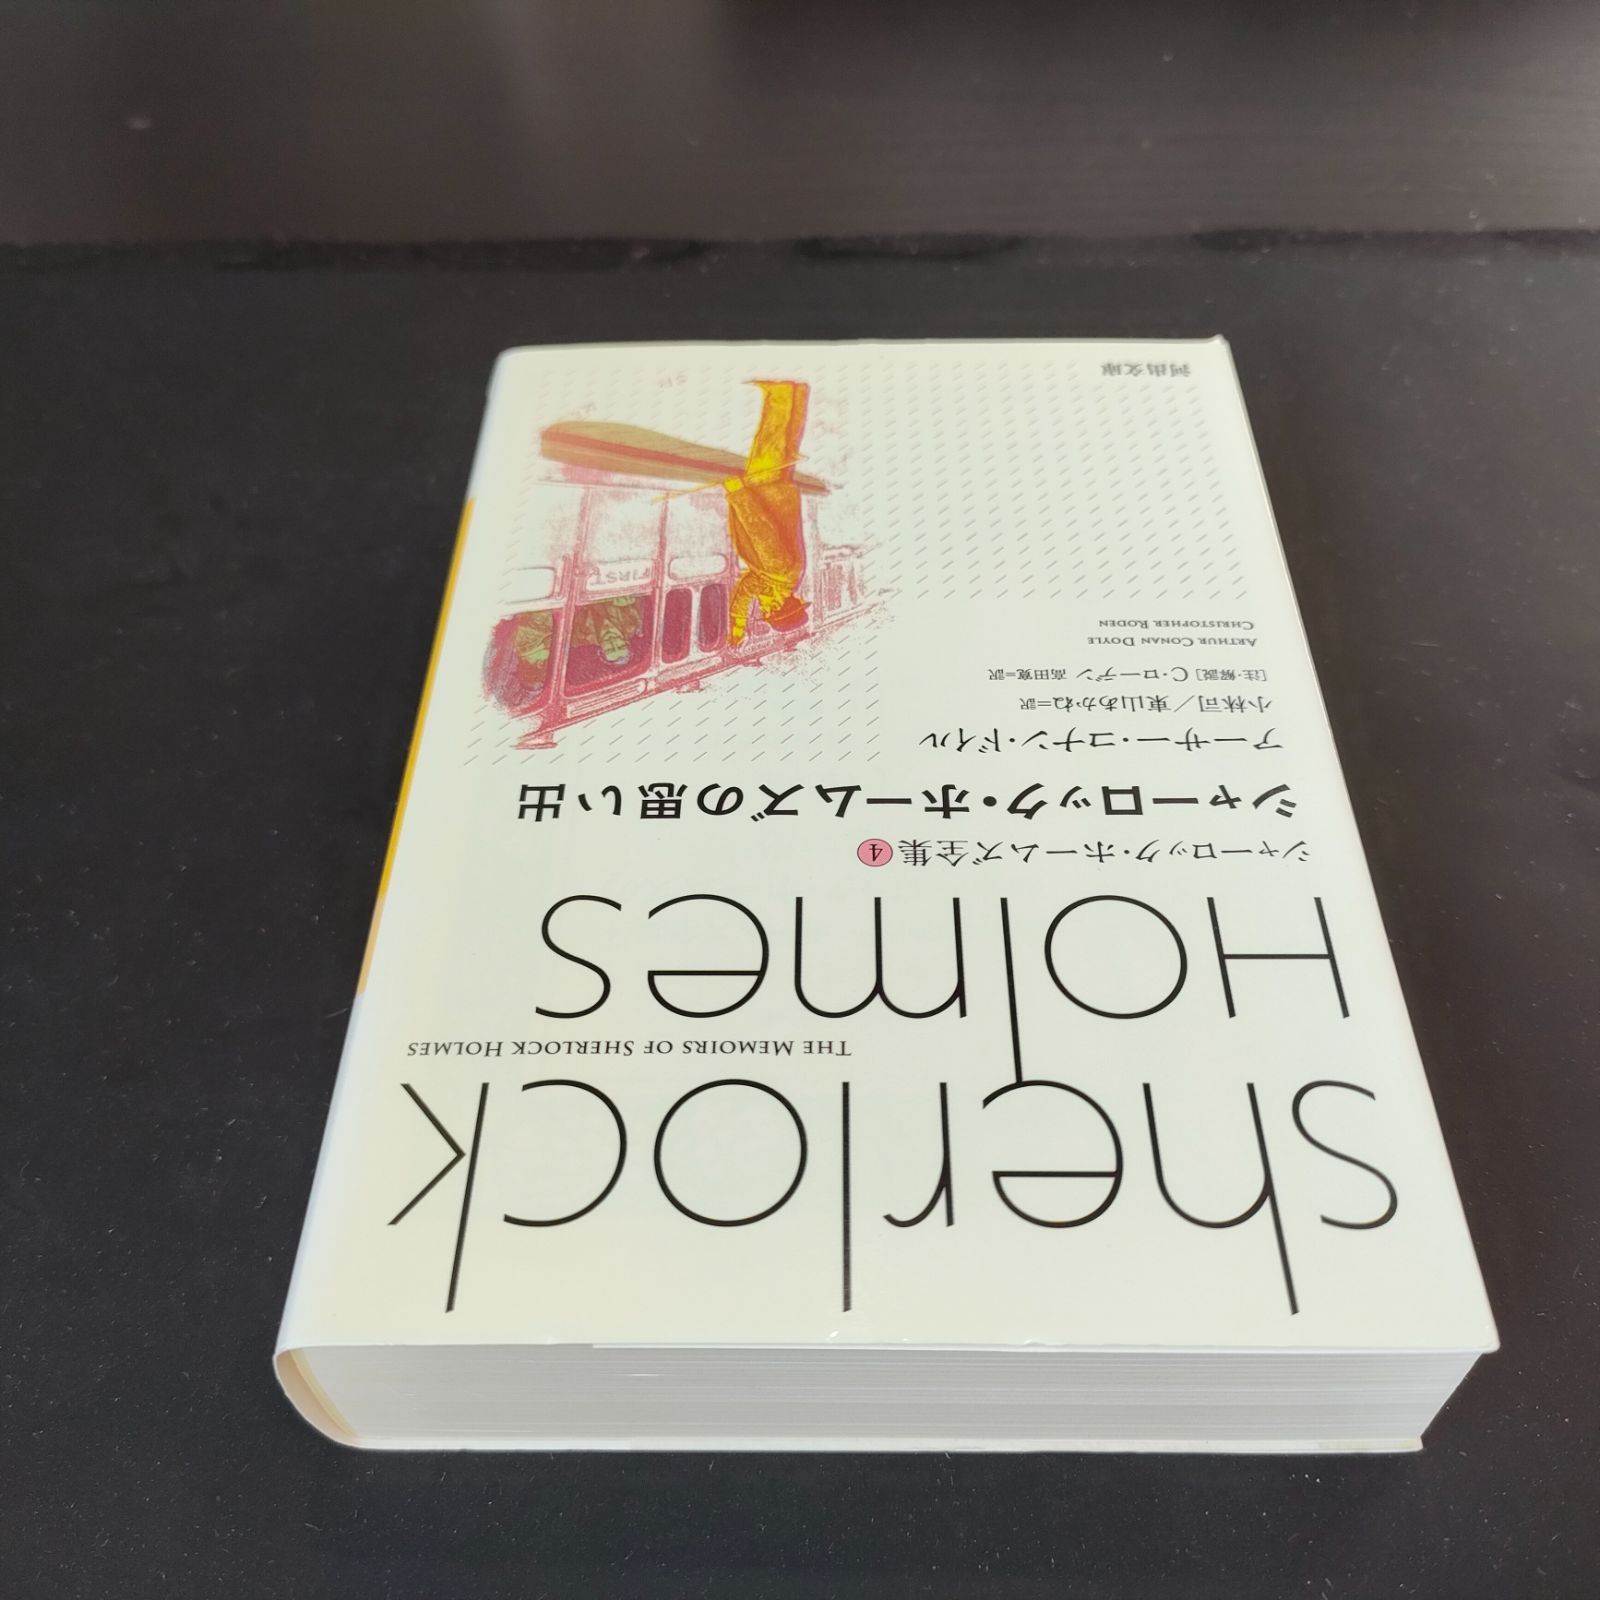 sherlock
THE MEMOIRS OF SHERLOCK HOLMES
Holmes
シャーロック・ホームズ全集④
シャーロック・ホームズの思い出
アーサー・コナン・ドイル
小林司/東山あかね=訳
[注・解説] C・ローデン 高田寛=訳
ARTHUR CONAN DOYLE
CHRISTOPHER RODEN
FIRST
河出文庫